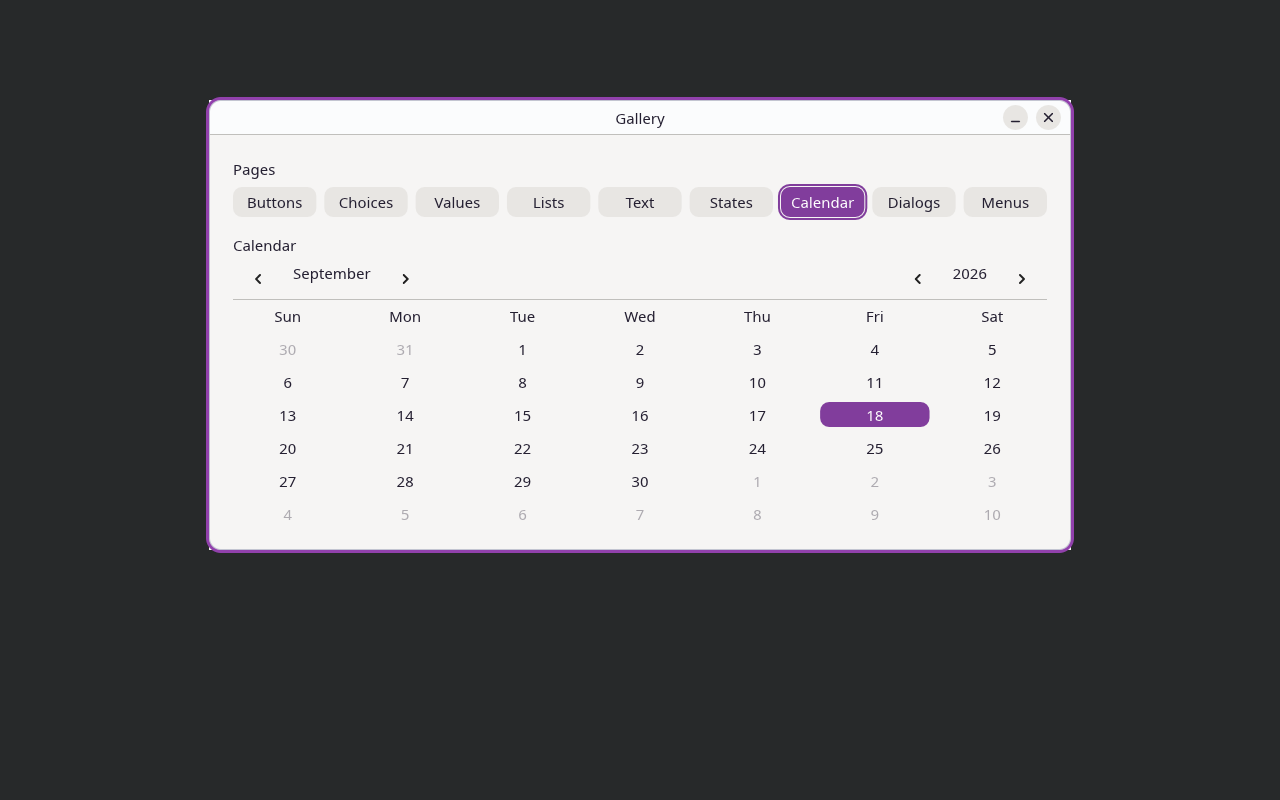 Gallery
Pages
Buttons Choices Values Lists Text States Calendar Dialogs Menus
Calendar
September 2026
Sun Mon Tue Wed Thu Fri Sat
30 31 1 2 3 4 5
6 7 8 9 10 11 12
13 14 15 16 17 18 19
20 21 22 23 24 25 26
27 28 29 30 1 2 3
4 5 6 7 8 9 10